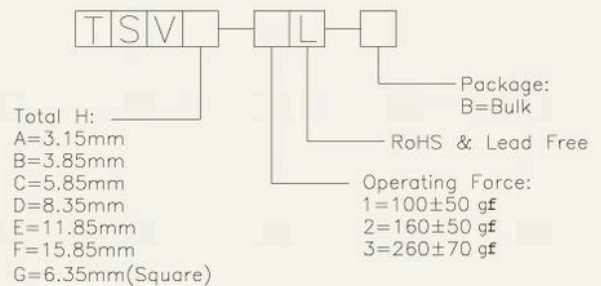 TSV - L -
Package:
B=Bulk
RoHS & Lead Free
Total H:
A=3.15mm
B=3.85mm
C=5.85mm
D=8.35mm
E=11.85mm
F=15.85mm
G=6.35mm(Square)
Operating Force:
1=100±50 gf
2=160±50 gf
3=260±70 gf